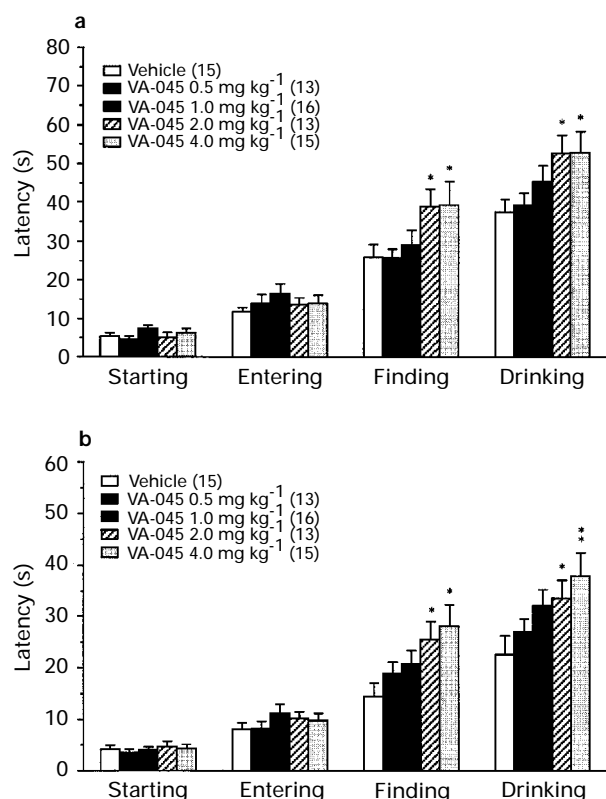 a
80
70
60
50
40
30
20
10
0
Latency (s)
Vehicle (15)
VA-045 0.5 mg kg-1 (13)
VA-045 1.0 mg kg-1 (16)
VA-045 2.0 mg kg-1 (13)
VA-045 4.0 mg kg-1 (15)
* * * *
Starting Entering Finding Drinking
b
60
50
40
30
20
10
0
Latency (s)
Vehicle (15)
VA-045 0.5 mg kg-1 (13)
VA-045 1.0 mg kg-1 (16)
VA-045 2.0 mg kg-1 (13)
VA-045 4.0 mg kg-1 (15)
* * * **
Starting Entering Finding Drinking